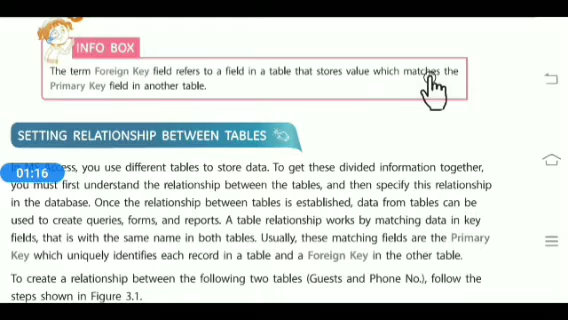 INFO BOX
The term Foreign Key field refers to a field in a table that stores value which matches the
Primary Key field in another table.
SETTING RELATIONSHIP BETWEEN TABLES
Access, you use different tables to store data. To get these divided information together,
01:16
you must first understand the relationship between the tables, and then specify this relationship
in the database. Once the relationship between tables is established, data from tables can be
used to create queries, forms, and reports. A table relationship works by matching data in key
fields, that is with the same name in both tables. Usually, these matching fields are the Primary
Key which uniquely identifies each record in a table and a Foreign Key in the other table.
To create a relationship between the following two tables (Guests and Phone No.), follow the
steps shown in Figure 3.1.